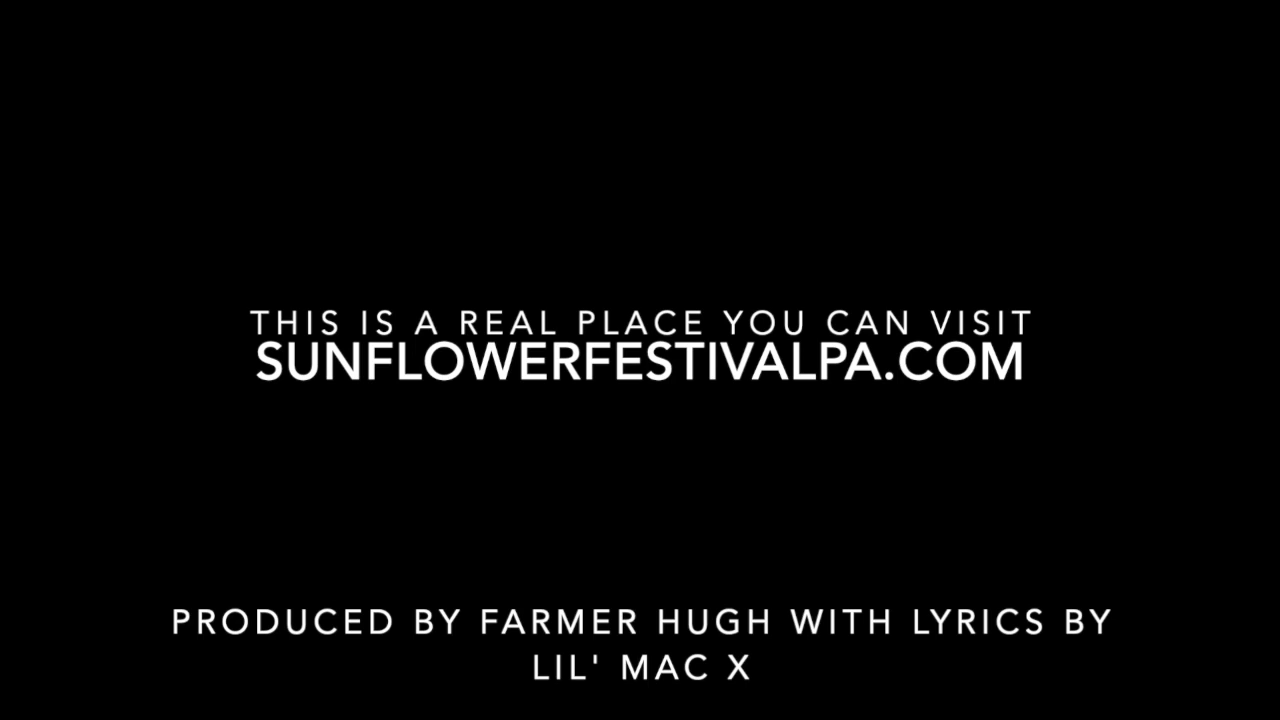 THIS IS A REAL PLACE YOU CAN VISIT
SUNFLOWERFESTIVALPA.COM
PRODUCED BY FARMER HUGH WITH LYRICS BY
LIL' MAC X